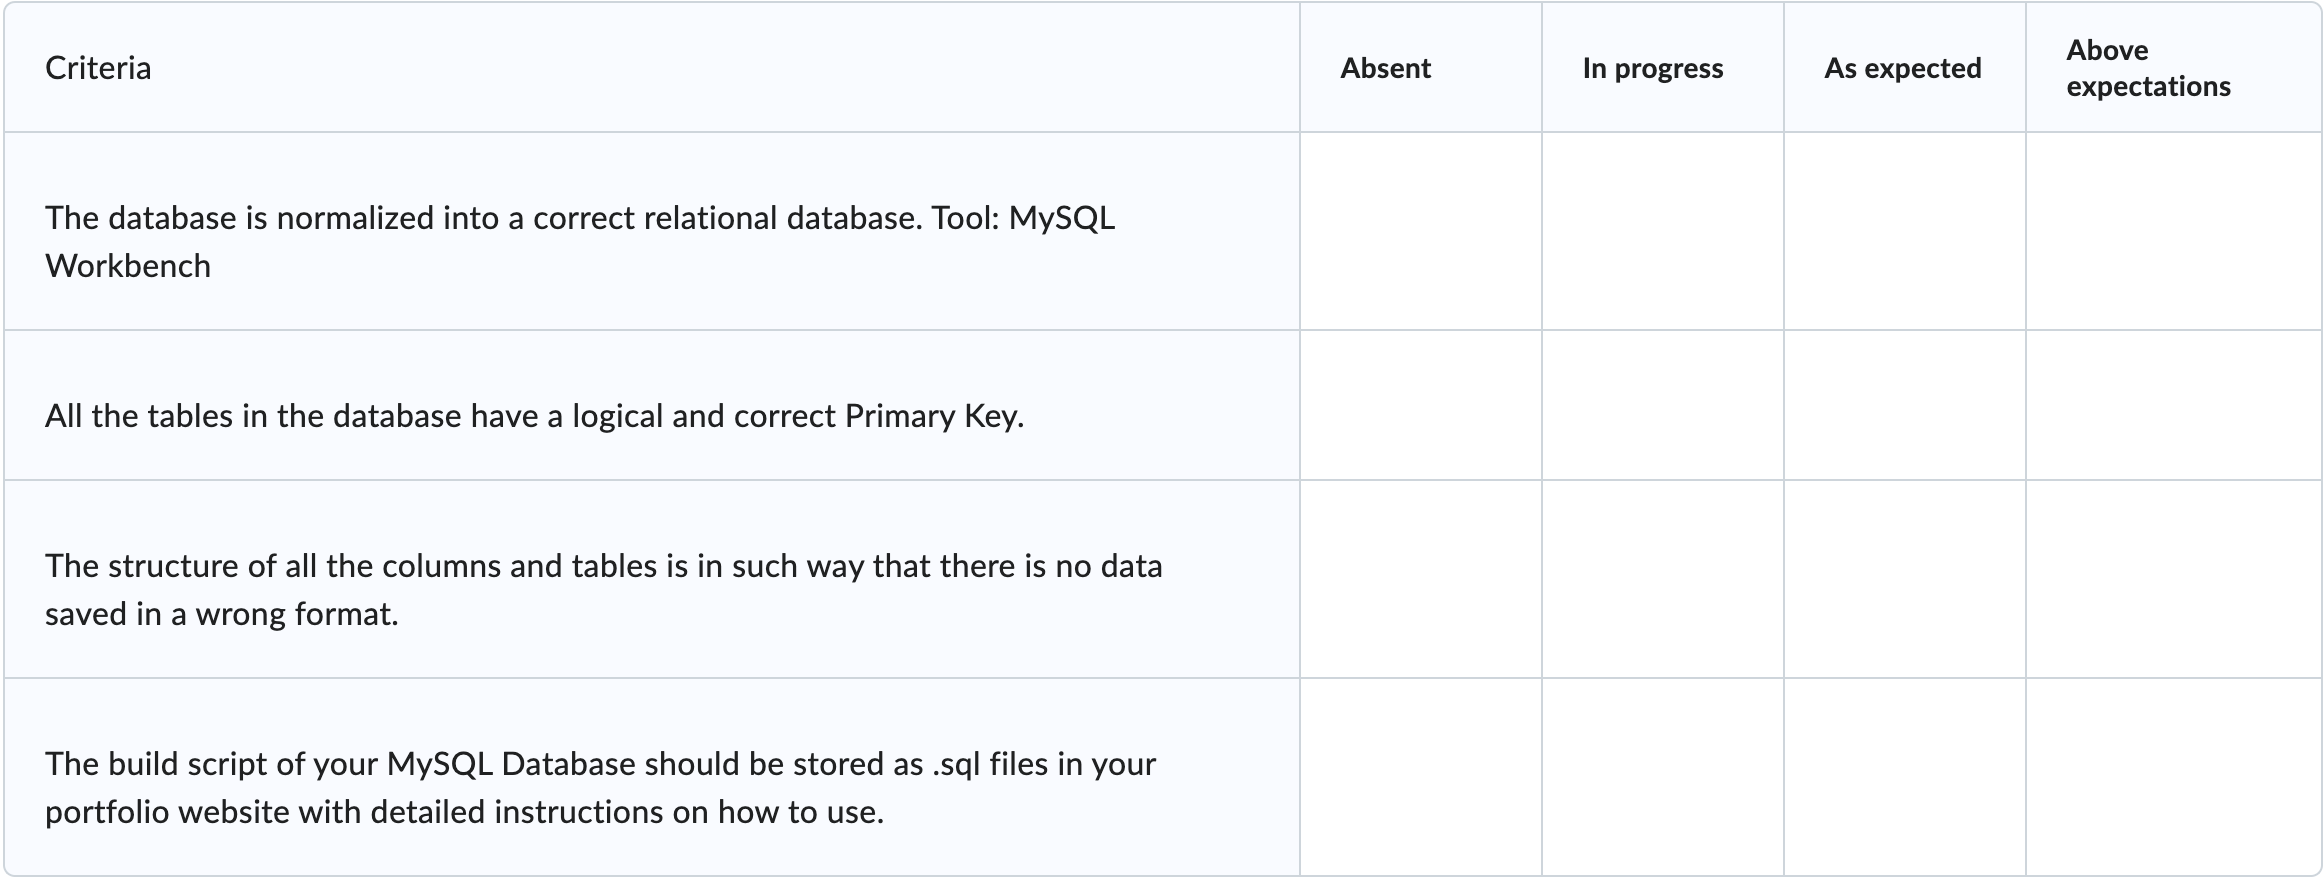 Criteria
Absent
In progress
As expected
Above
expectations
The database is normalized into a correct relational database. Tool: MySQL
Workbench
All the tables in the database have a logical and correct Primary Key.
The structure of all the columns and tables is in such way that there is no data
saved in a wrong format.
The build script of your MySQL Database should be stored as .sql files in your
portfolio website with detailed instructions on how to use.